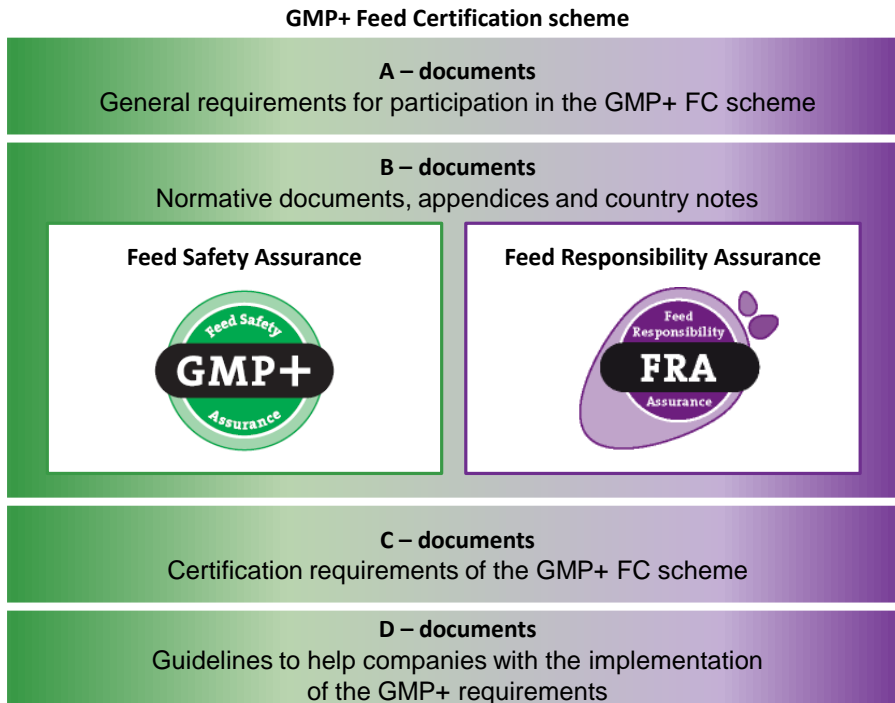 GMP+ Feed Certification scheme
A – documents
General requirements for participation in the GMP+ FC scheme
B – documents
Normative documents, appendices and country notes
Feed Safety Assurance
Feed Safety
GMP+
Assurance
Feed Responsibility Assurance
Feed
Responsibility
FRA
Assurance
C – documents
Certification requirements of the GMP+ FC scheme
D – documents
Guidelines to help companies with the implementation
of the GMP+ requirements